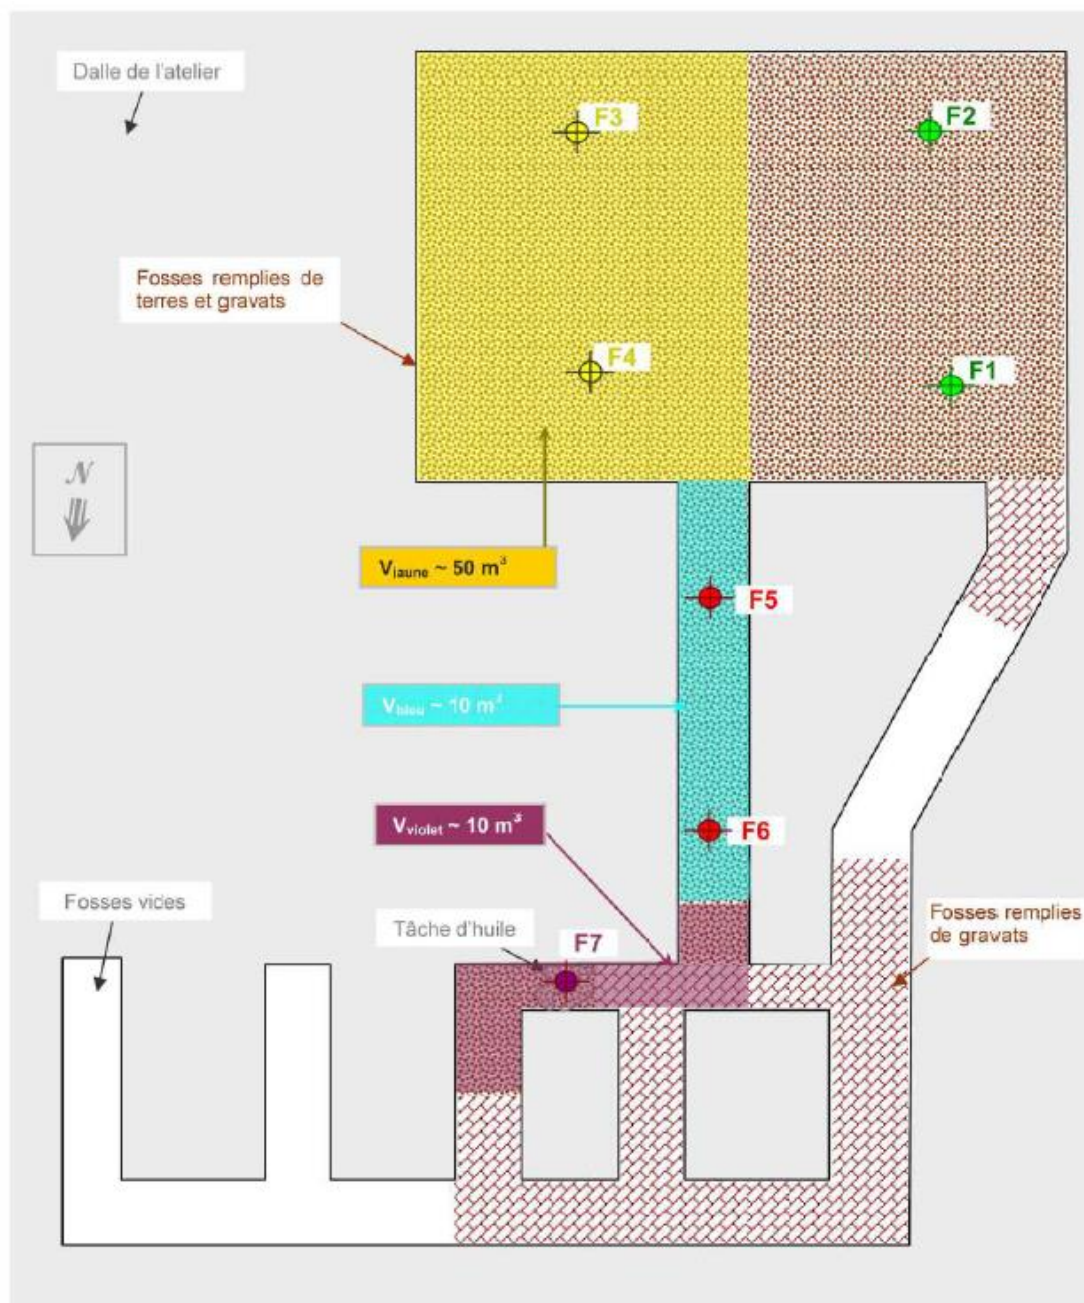 Dalle de l'atelier
F3
F2
Fosses remplies de
terres et gravats
F4
F1
N
Vjaune ~ 50 m³
F5
Vbleu ~ 10 m³
Vviolet ~ 10 m³
F6
Fosses vides
Tâche d'huile
F7
Fosses remplies
de gravats